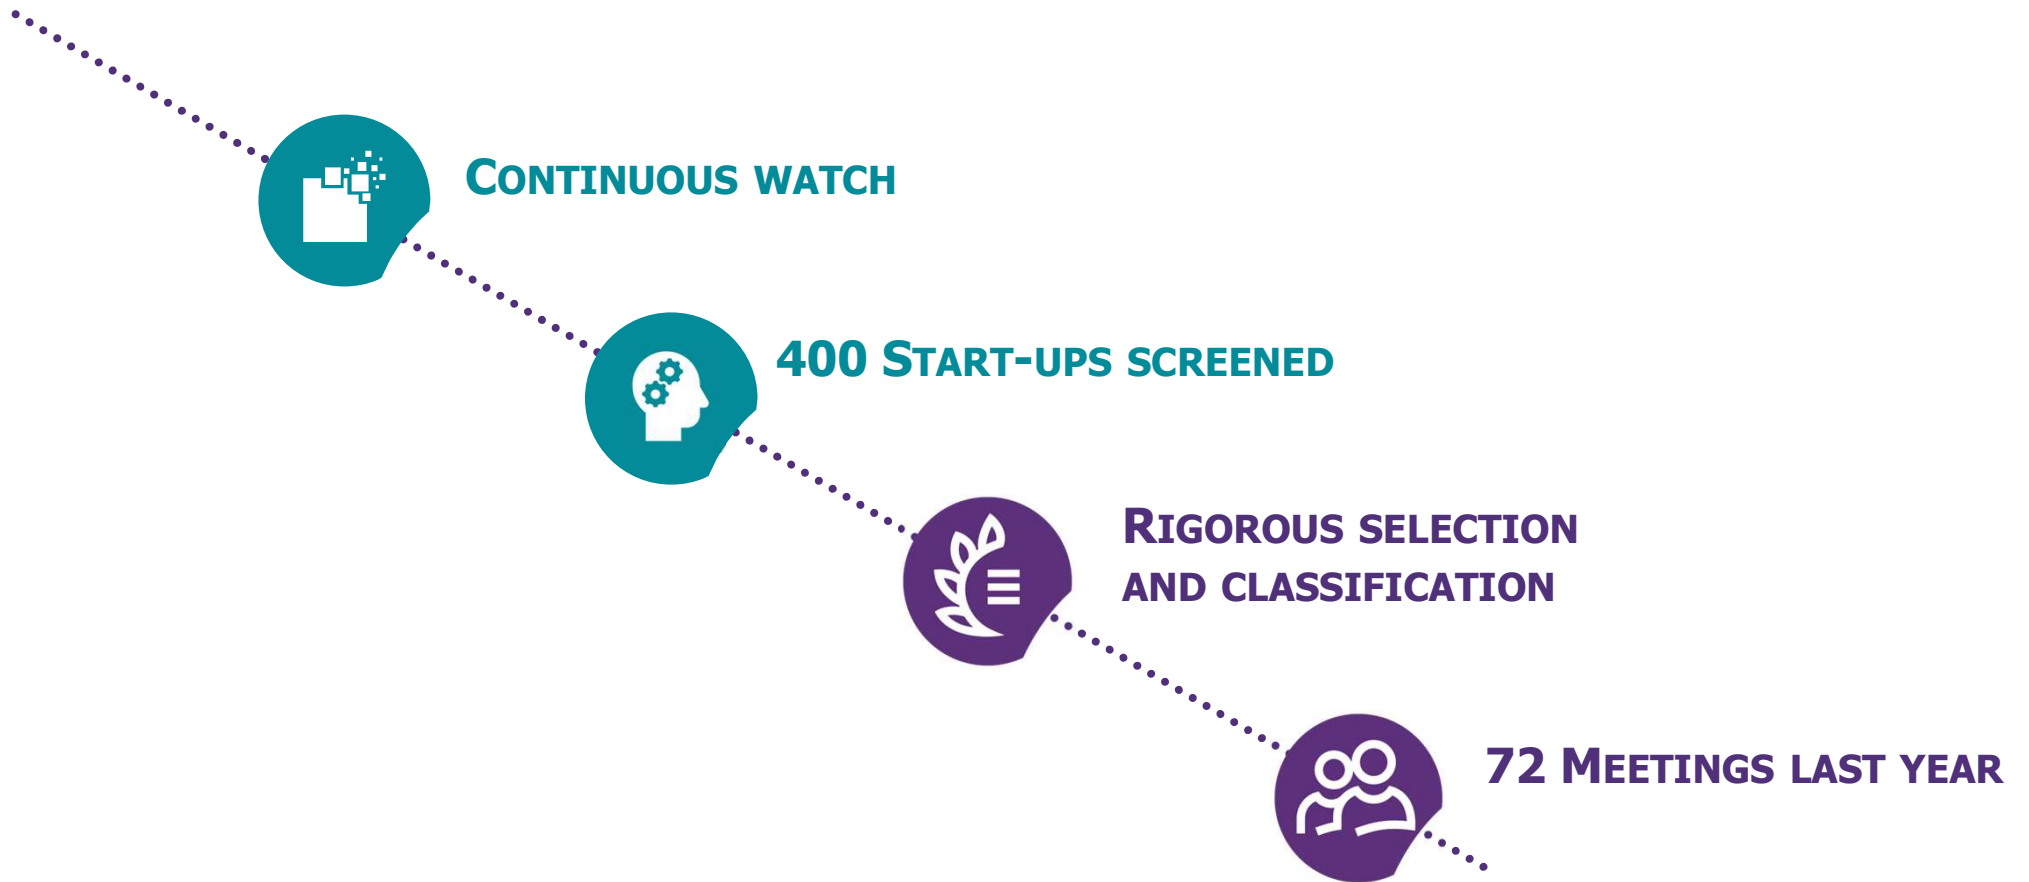 Continuous watch
400 Start-ups screened
Rigorous selection
and classification
72 Meetings last year